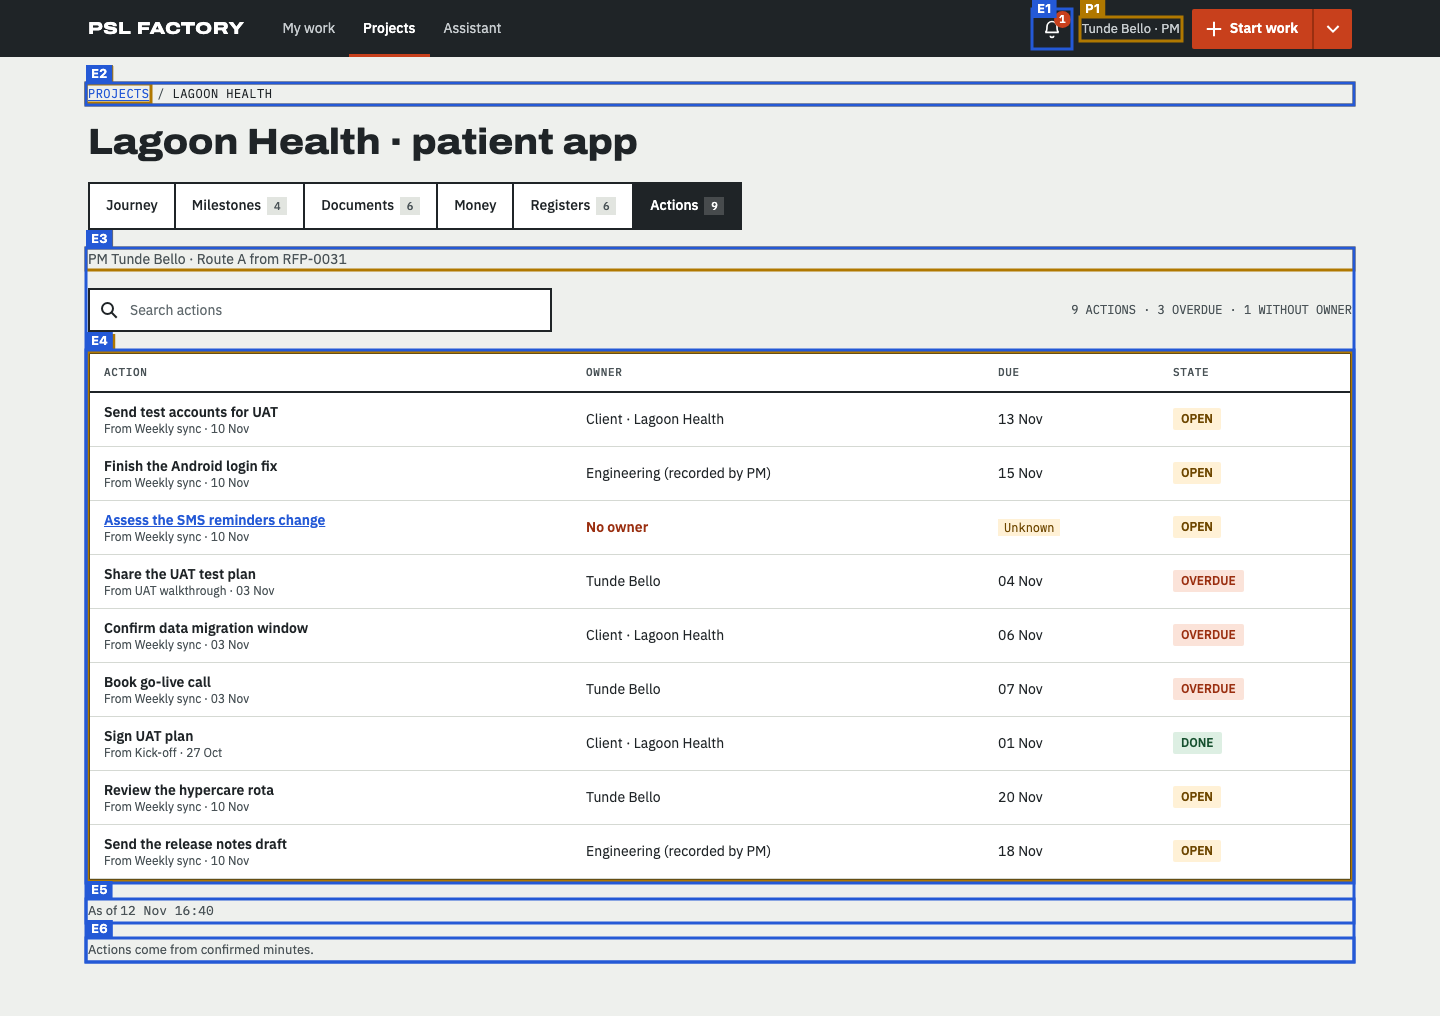 E1 P1
PSL FACTORY My work Projects Assistant 1 Tunde Bello · PM Start work
E2
PROJECTS / LAGOON HEALTH
Lagoon Health · patient app
Journey Milestones 4 Documents 6 Money Registers 6 Actions 9
E3
PM Tunde Bello · Route A from RFP-0031
Search actions 9 ACTIONS · 3 OVERDUE · 1 WITHOUT OWNER
E4
ACTION OWNER DUE STATE
Send test accounts for UAT
From Weekly sync · 10 Nov
Client · Lagoon Health 13 Nov OPEN
Finish the Android login fix
From Weekly sync · 10 Nov
Engineering (recorded by PM) 15 Nov OPEN
Assess the SMS reminders change
From Weekly sync · 10 Nov
No owner Unknown OPEN
Share the UAT test plan
From UAT walkthrough · 03 Nov
Tunde Bello 04 Nov OVERDUE
Confirm data migration window
From Weekly sync · 03 Nov
Client · Lagoon Health 06 Nov OVERDUE
Book go-live call
From Weekly sync · 03 Nov
Tunde Bello 07 Nov OVERDUE
Sign UAT plan
From Kick-off · 27 Oct
Client · Lagoon Health 01 Nov DONE
Review the hypercare rota
From Weekly sync · 10 Nov
Tunde Bello 20 Nov OPEN
Send the release notes draft
From Weekly sync · 10 Nov
Engineering (recorded by PM) 18 Nov OPEN
E5
As of 12 Nov 16:40
E6
Actions come from confirmed minutes.